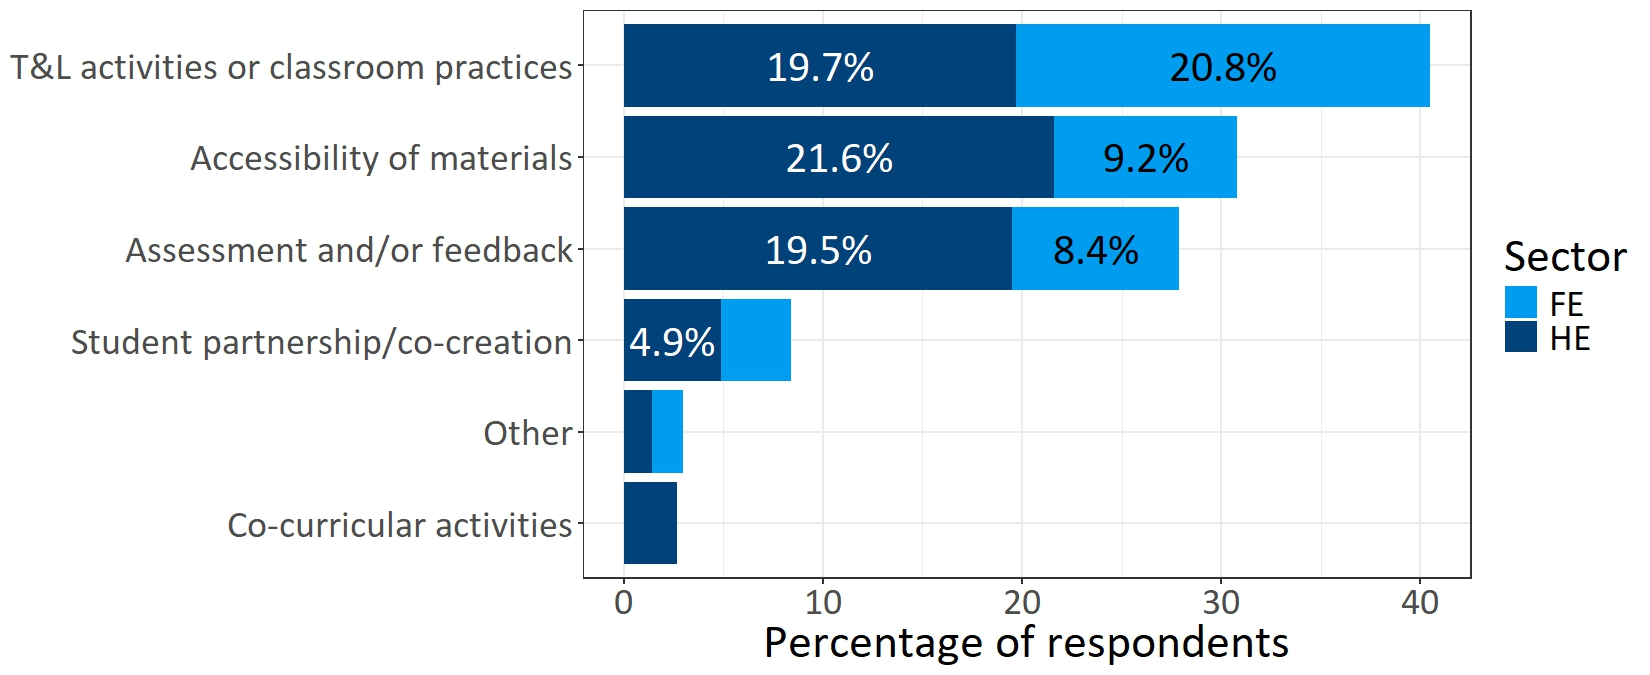 T&L activities or classroom practices
19.7%
20.8%
Accessibility of materials
21.6%
9.2%
Assessment and/or feedback
19.5%
8.4%
Student partnership/co-creation
4.9%
Other
Co-curricular activities
0
10
20
30
40
Percentage of respondents
Sector
FE
HE